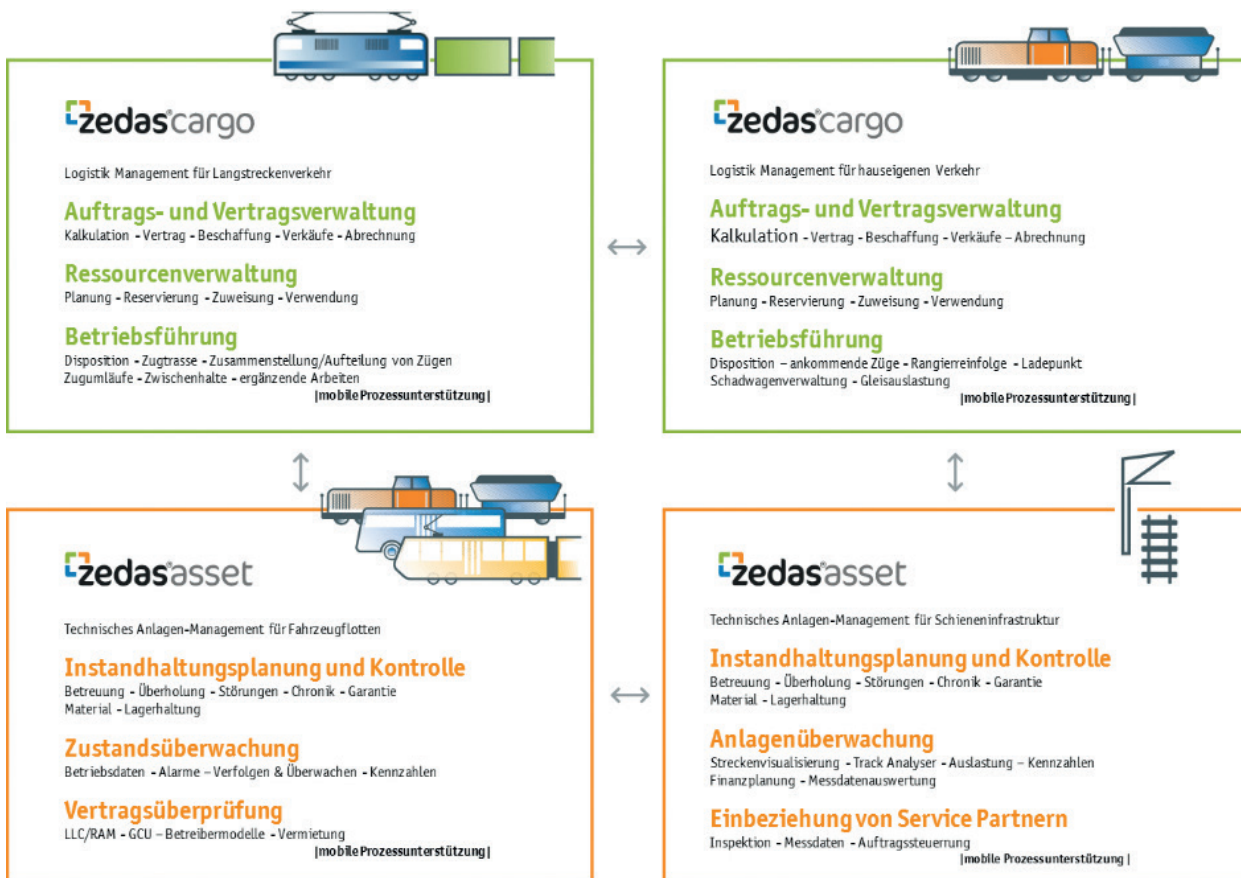 zedas®cargo
Logistik Management für Langstreckenverkehr
Auftrags- und Vertragsverwaltung
Kalkulation - Vertrag - Beschaffung - Verkäufe - Abrechnung
Ressourcenverwaltung
Planung - Reservierung - Zuweisung - Verwendung
Betriebsführung
Disposition - Zugtrasse - Zusammenstellung/Aufteilung von Zügen
Zugumläufe - Zwischenhalte - ergänzende Arbeiten
|mobile Prozessunterstützung|
zedas®cargo
Logistik Management für hauseigenen Verkehr
Auftrags- und Vertragsverwaltung
Kalkulation - Vertrag - Beschaffung - Verkäufe – Abrechnung
Ressourcenverwaltung
Planung - Reservierung - Zuweisung - Verwendung
Betriebsführung
Disposition – ankommende Züge - Rangierreinfolge - Ladepunkt
Schadwagenverwaltung - Gleisauslastung
|mobile Prozessunterstützung|
zedas®asset
Technisches Anlagen-Management für Fahrzeugflotten
Instandhaltungsplanung und Kontrolle
Betreuung - Überholung - Störungen - Chronik - Garantie
Material - Lagerhaltung
Zustandsüberwachung
Betriebsdaten - Alarme – Verfolgen & Überwachen - Kennzahlen
Vertragsüberprüfung
LLC/RAM - GCU – Betreibermodelle - Vermietung
|mobile Prozessunterstützung|
zedas®asset
Technisches Anlagen-Management für Schieneninfrastruktur
Instandhaltungsplanung und Kontrolle
Betreuung - Überholung - Störungen - Chronik - Garantie
Material - Lagerhaltung
Anlagenüberwachung
Streckenvisualisierung - Track Analyser - Auslastung – Kennzahlen
Finanzplanung - Messdatenauswertung
Einbeziehung von Service Partnern
Inspektion - Messdaten - Auftragssteuerrung
|mobile Prozessunterstützung |